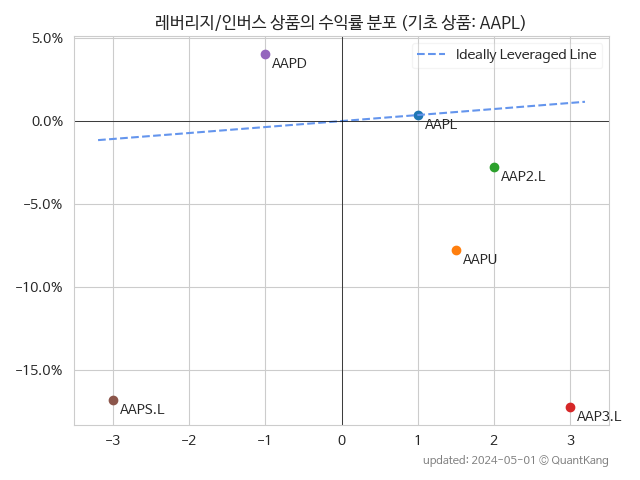 레버리지/인버스 상품의 수익률 분포 (기초 상품: AAPL)
5.0%
0.0%
−5.0%
−10.0%
−15.0%
Ideally Leveraged Line
AAPD
AAPL
AAP2.L
AAPU
AAPS.L
AAP3.L
−3 −2 −1 0 1 2 3
updated: 2024-05-01 © QuantKang